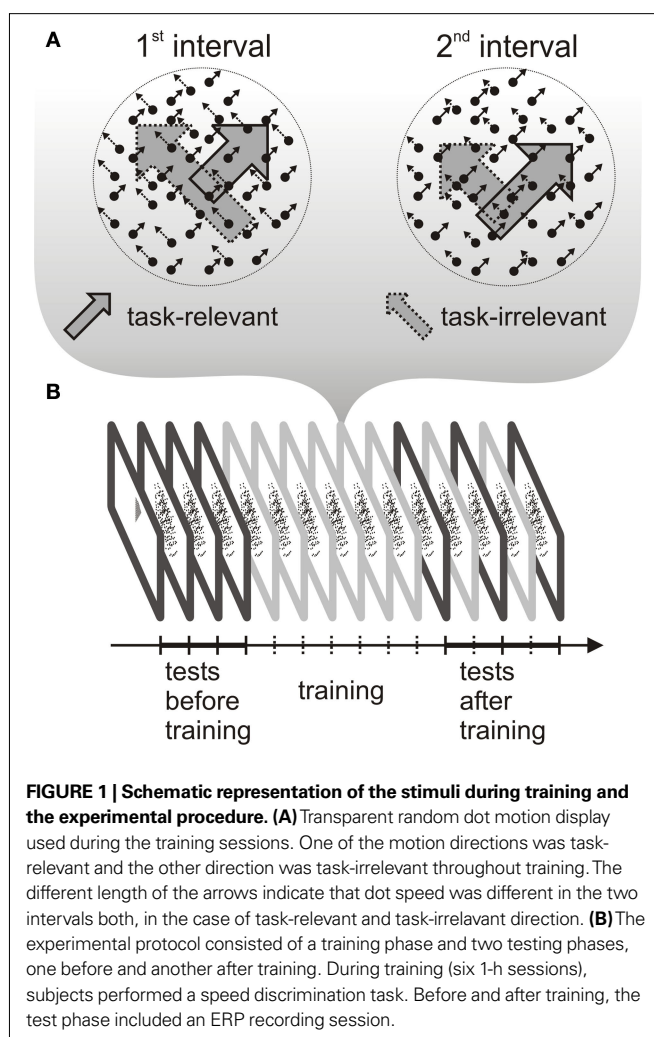 A
1st interval
2nd interval
task-relevant
task-irrelevant
B
tests
before
training
training
tests
after
training
FIGURE 1 | Schematic representation of the stimuli during training and
the experimental procedure. (A) Transparent random dot motion display
used during the training sessions. One of the motion directions was task-
relevant and the other direction was task-irrelevant throughout training. The
different length of the arrows indicate that dot speed was different in the two
intervals both, in the case of task-relevant and task-irrelavant direction. (B) The
experimental protocol consisted of a training phase and two testing phases,
one before and another after training. During training (six 1-h sessions),
subjects performed a speed discrimination task. Before and after training, the
test phase included an ERP recording session.